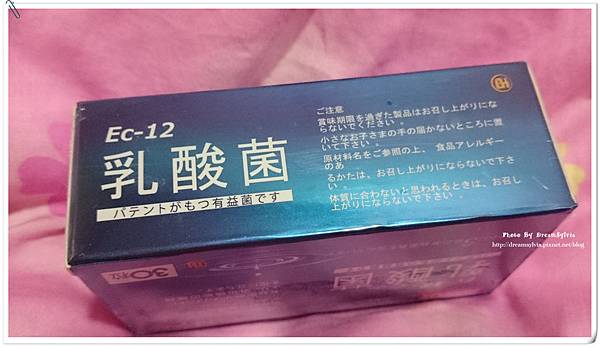 Ec-12
乳酸菌
パテントがもつ有益菌です
ご注意
賞味期限を過ぎた製品はお召し上がりにな
らないでください 。
小さなお子さまの手の届かないところに置
いて下さい 。
原材料名をご参照の上、 食品アレルギー
のあ
るかたは、お召し上がりにならないで下さ
い 。
体質に合わないと思われるときは、お召し
上がりにならないで下さい 。
30粒
乳酸菌
Photo By DreamSylvia
http://dreamsylvia.pixnet.net/blog